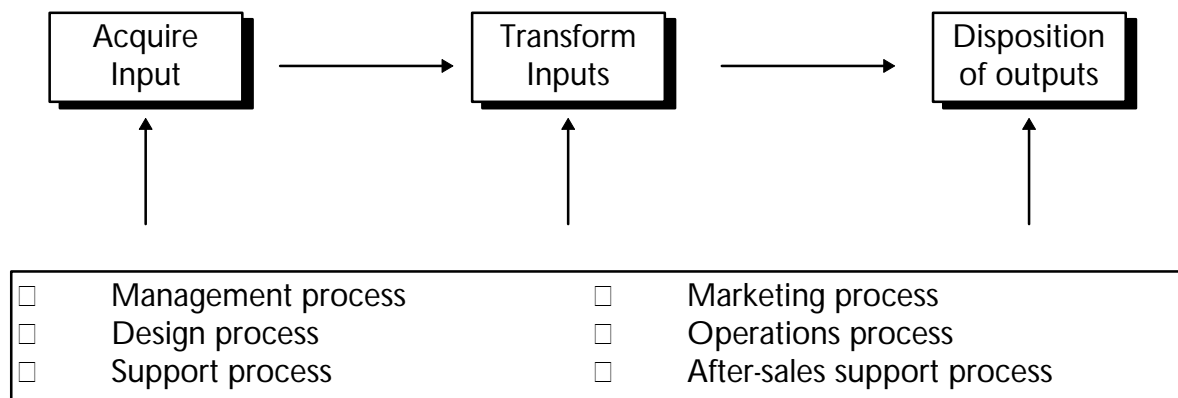 Acquire
Input
Transform
Inputs
Disposition
of outputs
Management process
Design process
Support process
Marketing process
Operations process
After-sales support process